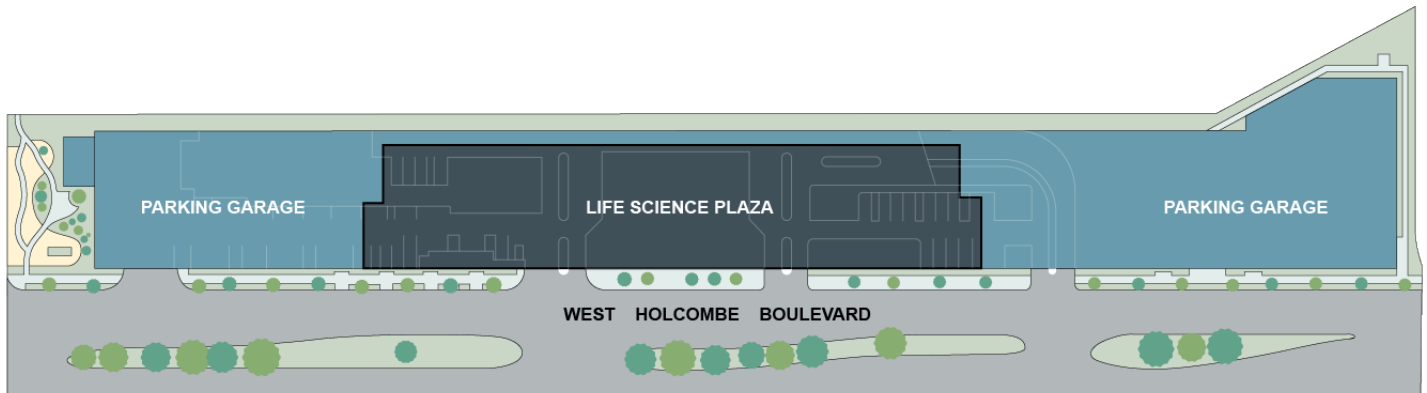 PARKING GARAGE
LIFE SCIENCE PLAZA
PARKING GARAGE
WEST HOLCOMBE BOULEVARD